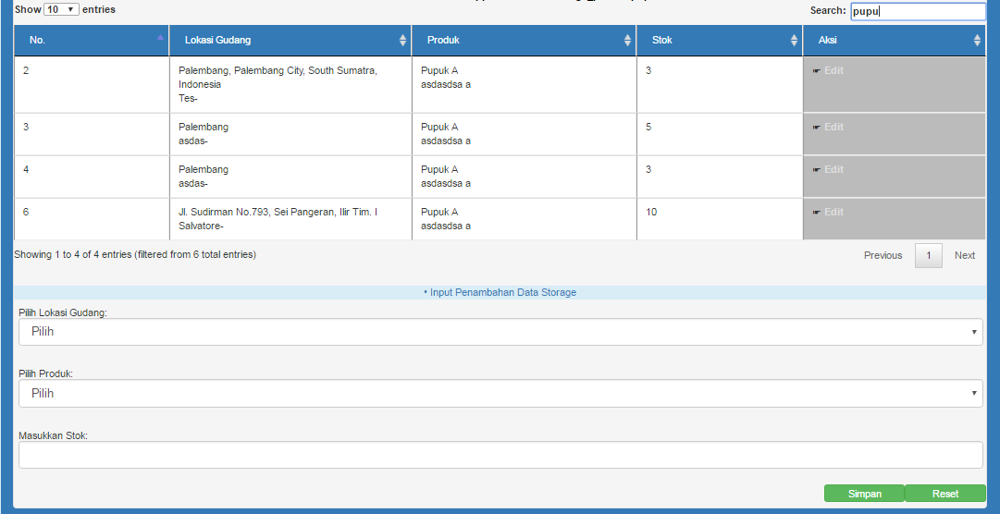 Show 10 entries Search: pupu
No. Lokasi Gudang Produk Stok Aksi
2 Palembang, Palembang City, South Sumatra, Pupuk A 3 Edit
Indonesia asdasdsa a
Tes-
3 Palembang Pupuk A 5 Edit
asdas- asdasdsa a
4 Palembang Pupuk A 3 Edit
asdas- asdasdsa a
6 Jl. Sudirman No.793, Sei Pangeran, Ilir Tim. I Pupuk A 10 Edit
Salvatore- asdasdsa a
Showing 1 to 4 of 4 entries (filtered from 6 total entries) Previous 1 Next
• Input Penambahan Data Storage
Pilih Lokasi Gudang:
Pilih
Pilih Produk:
Pilih
Masukkan Stok:
Simpan Reset